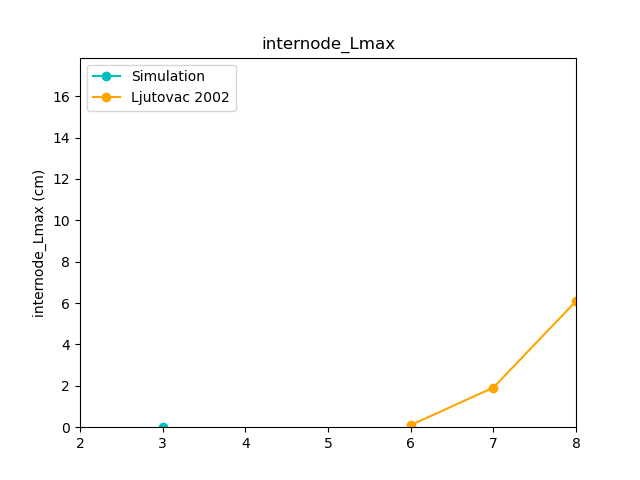 internode_Lmax
Simulation
Ljutovac 2002
internode_Lmax (cm)
16
14
12
10
8
6
4
2
0
2 3 4 5 6 7 8